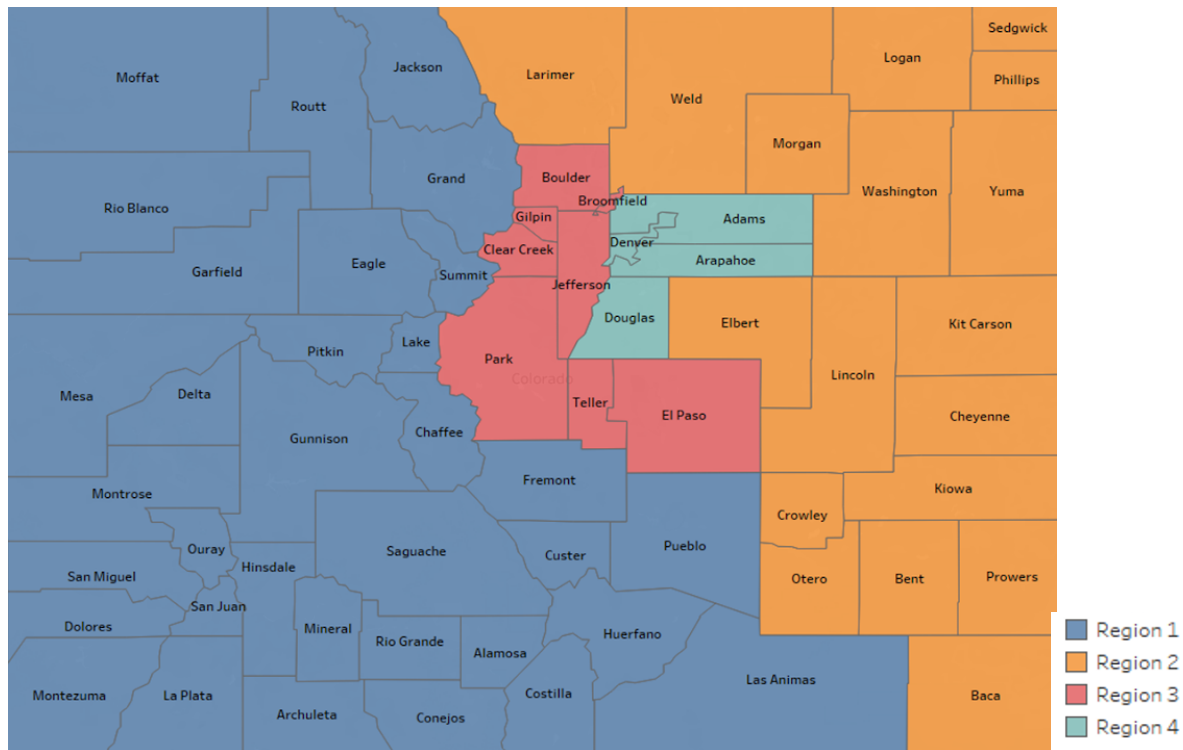 Sedgwick
Logan
Jackson
Larimer
Moffat
Phillips
Weld
Routt
Morgan
Boulder
Grand
Washington
Yuma
Broomfield
Rio Blanco
Gilpin
Adams
Denver
Clear Creek
Arapahoe
Eagle
Garfield
Summit
Jefferson
Douglas
Elbert
Kit Carson
Lake
Pitkin
Park
Lincoln
Colorado
Delta
Mesa
Teller
El Paso
Cheyenne
Chaffee
Gunnison
Fremont
Kiowa
Montrose
Crowley
Pueblo
Ouray
Saguache
Custer
Hinsdale
San Miguel
Otero
Bent
Prowers
San Juan
Dolores
Mineral
Huerfano
Rio Grande
Alamosa
Las Animas
Montezuma
La Plata
Costilla
Baca
Archuleta
Conejos
Region 1
Region 2
Region 3
Region 4